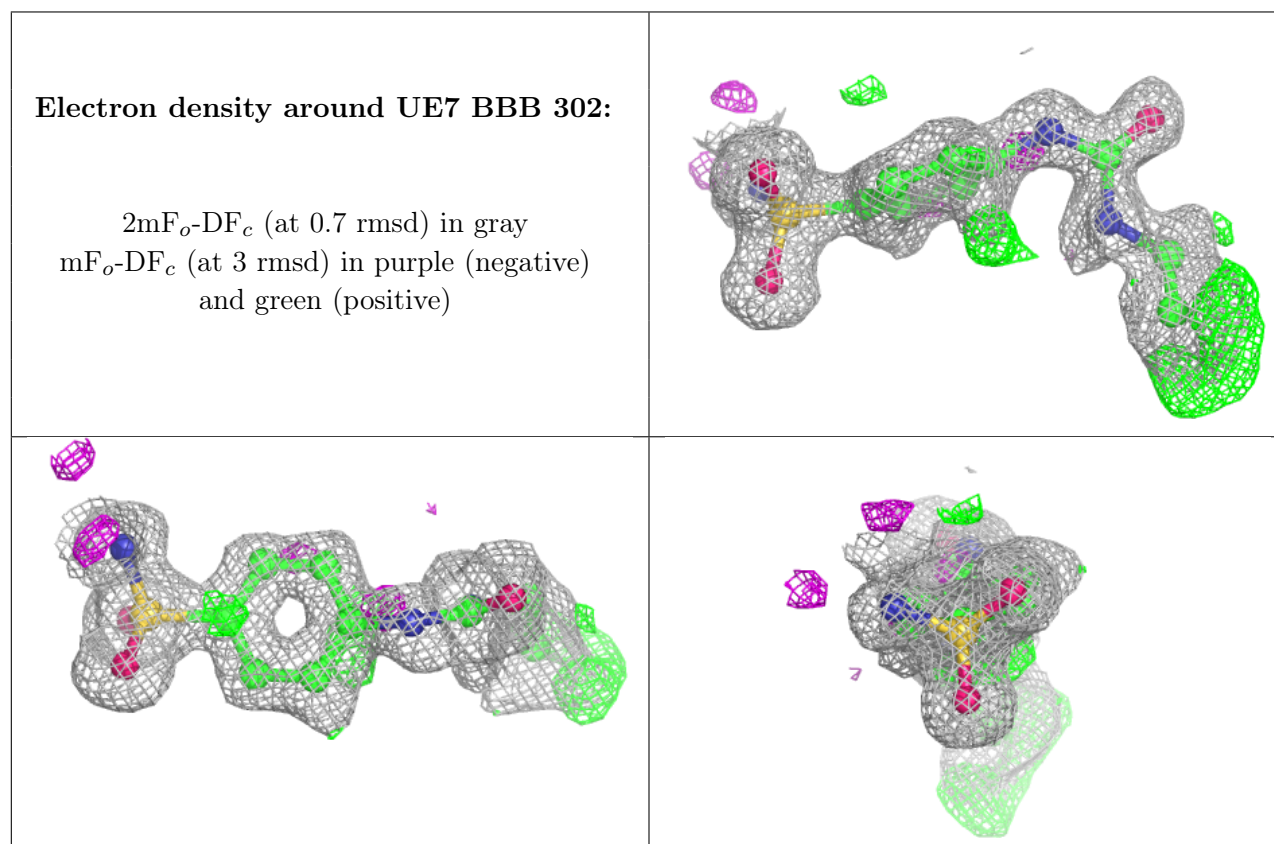 Electron density around UE7 BBB 302:
2mFo-DFc (at 0.7 rmsd) in gray
mFo-DFc (at 3 rmsd) in purple (negative)
and green (positive)